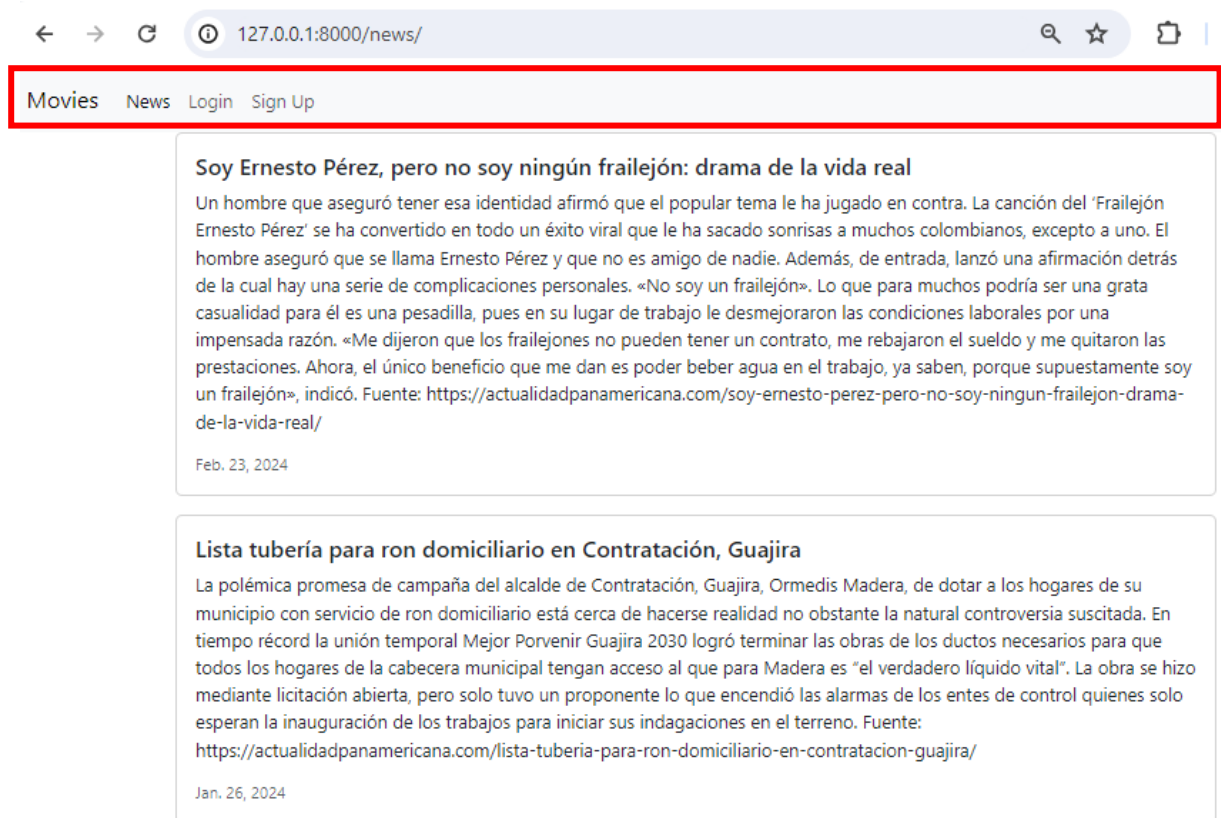 127.0.0.1:8000/news/
Movies News Login Sign Up
Soy Ernesto Pérez, pero no soy ningún frailejón: drama de la vida real
Un hombre que aseguró tener esa identidad afirmó que el popular tema le ha jugado en contra. La canción del ‘Frailejón
Ernesto Pérez’ se ha convertido en todo un éxito viral que le ha sacado sonrisas a muchos colombianos, excepto a uno. El
hombre aseguró que se llama Ernesto Pérez y que no es amigo de nadie. Además, de entrada, lanzó una afirmación detrás
de la cual hay una serie de complicaciones personales. «No soy un frailejón». Lo que para muchos podría ser una grata
casualidad para él es una pesadilla, pues en su lugar de trabajo le desmejoraron las condiciones laborales por una
impensada razón. «Me dijeron que los frailejones no pueden tener un contrato, me rebajaron el sueldo y me quitaron las
prestaciones. Ahora, el único beneficio que me dan es poder beber agua en el trabajo, ya saben, porque supuestamente soy
un frailejón», indicó. Fuente: https://actualidadpanamericana.com/soy-ernesto-perez-pero-no-soy-ningun-frailejon-drama-
de-la-vida-real/
Feb. 23, 2024
Lista tubería para ron domiciliario en Contratación, Guajira
La polémica promesa de campaña del alcalde de Contratación, Guajira, Ormedis Madera, de dotar a los hogares de su
municipio con servicio de ron domiciliario está cerca de hacerse realidad no obstante la natural controversia suscitada. En
tiempo récord la unión temporal Mejor Porvenir Guajira 2030 logró terminar las obras de los ductos necesarios para que
todos los hogares de la cabecera municipal tengan acceso al que para Madera es “el verdadero líquido vital”. La obra se hizo
mediante licitación abierta, pero solo tuvo un proponente lo que encendió las alarmas de los entes de control quienes solo
esperan la inauguración de los trabajos para iniciar sus indagaciones en el terreno. Fuente:
https://actualidadpanamericana.com/lista-tuberia-para-ron-domiciliario-en-contratacion-guajira/
Jan. 26, 2024